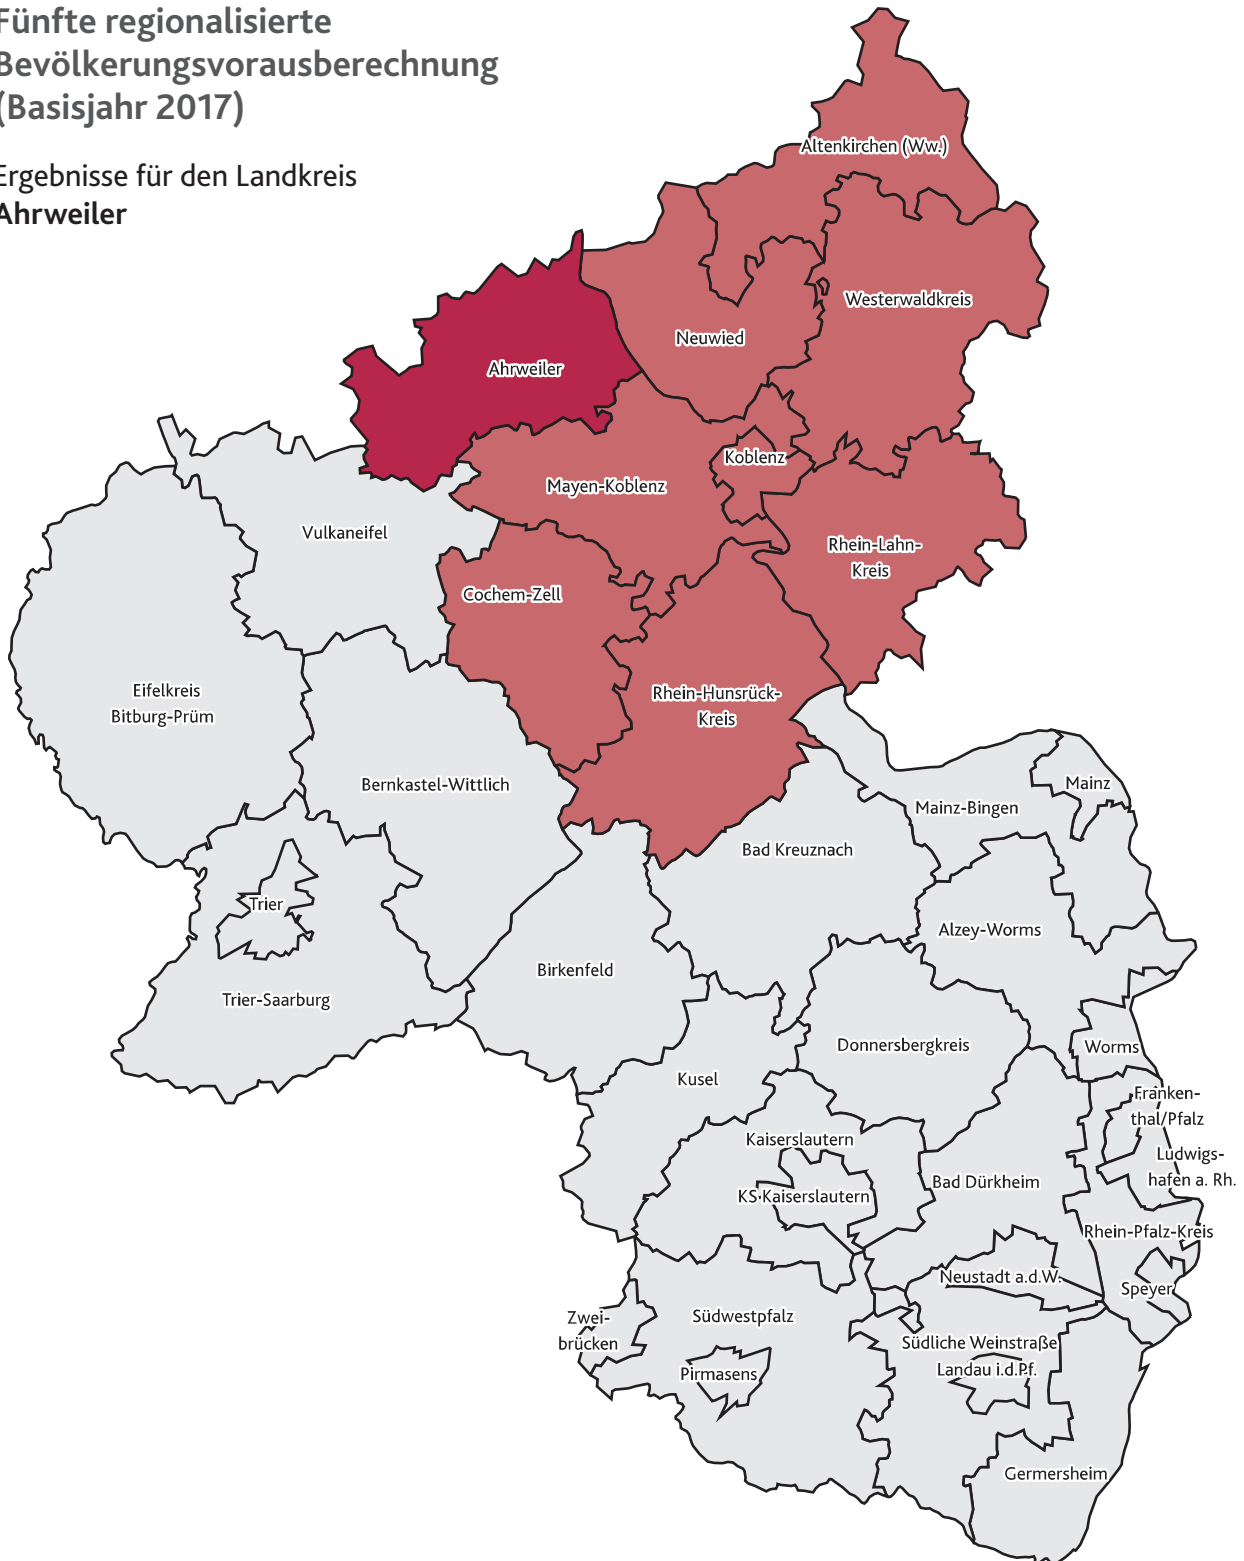 Fünfte regionalisierte
Bevölkerungsvorausberechnung
(Basisjahr 2017)
Ergebnisse für den Landkreis
Ahrweiler
Altenkirchen (Ww.)
Westerwaldkreis
Neuwied
Ahrweiler
Koblenz
Mayen-Koblenz
Vulkaneifel
Rhein-Lahn-
Kreis
Cochem-Zell
Eifelkreis
Bitburg-Prüm
Rhein-Hunsrück-
Kreis
Bernkastel-Wittlich
Mainz
Mainz-Bingen
Bad Kreuznach
Trier
Alzey-Worms
Birkenfeld
Trier-Saarburg
Donnersbergkreis
Worms
Kusel
Franken-
thal/Pfalz
Kaiserslautern
Ludwigs-
hafen a. Rh.
Bad Dürkheim
KS-Kaiserslautern
Rhein-Pfalz-Kreis
Neustadt a.d.W.
Speyer
Zwei-
brücken
Südwestpfalz
Südliche Weinstraße
Landau i.d.Pf.
Pirmasens
Germersheim